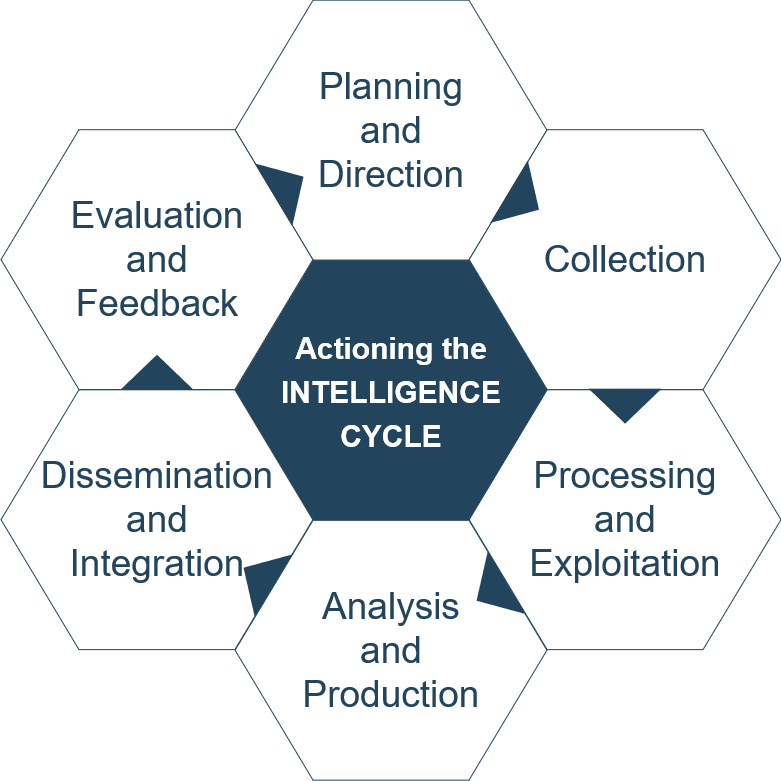 Planning
and
Direction
Collection
Processing
and
Exploitation
Analysis
and
Production
Dissemination
and
Integration
Evaluation
and
Feedback
Actioning the
INTELLIGENCE
CYCLE